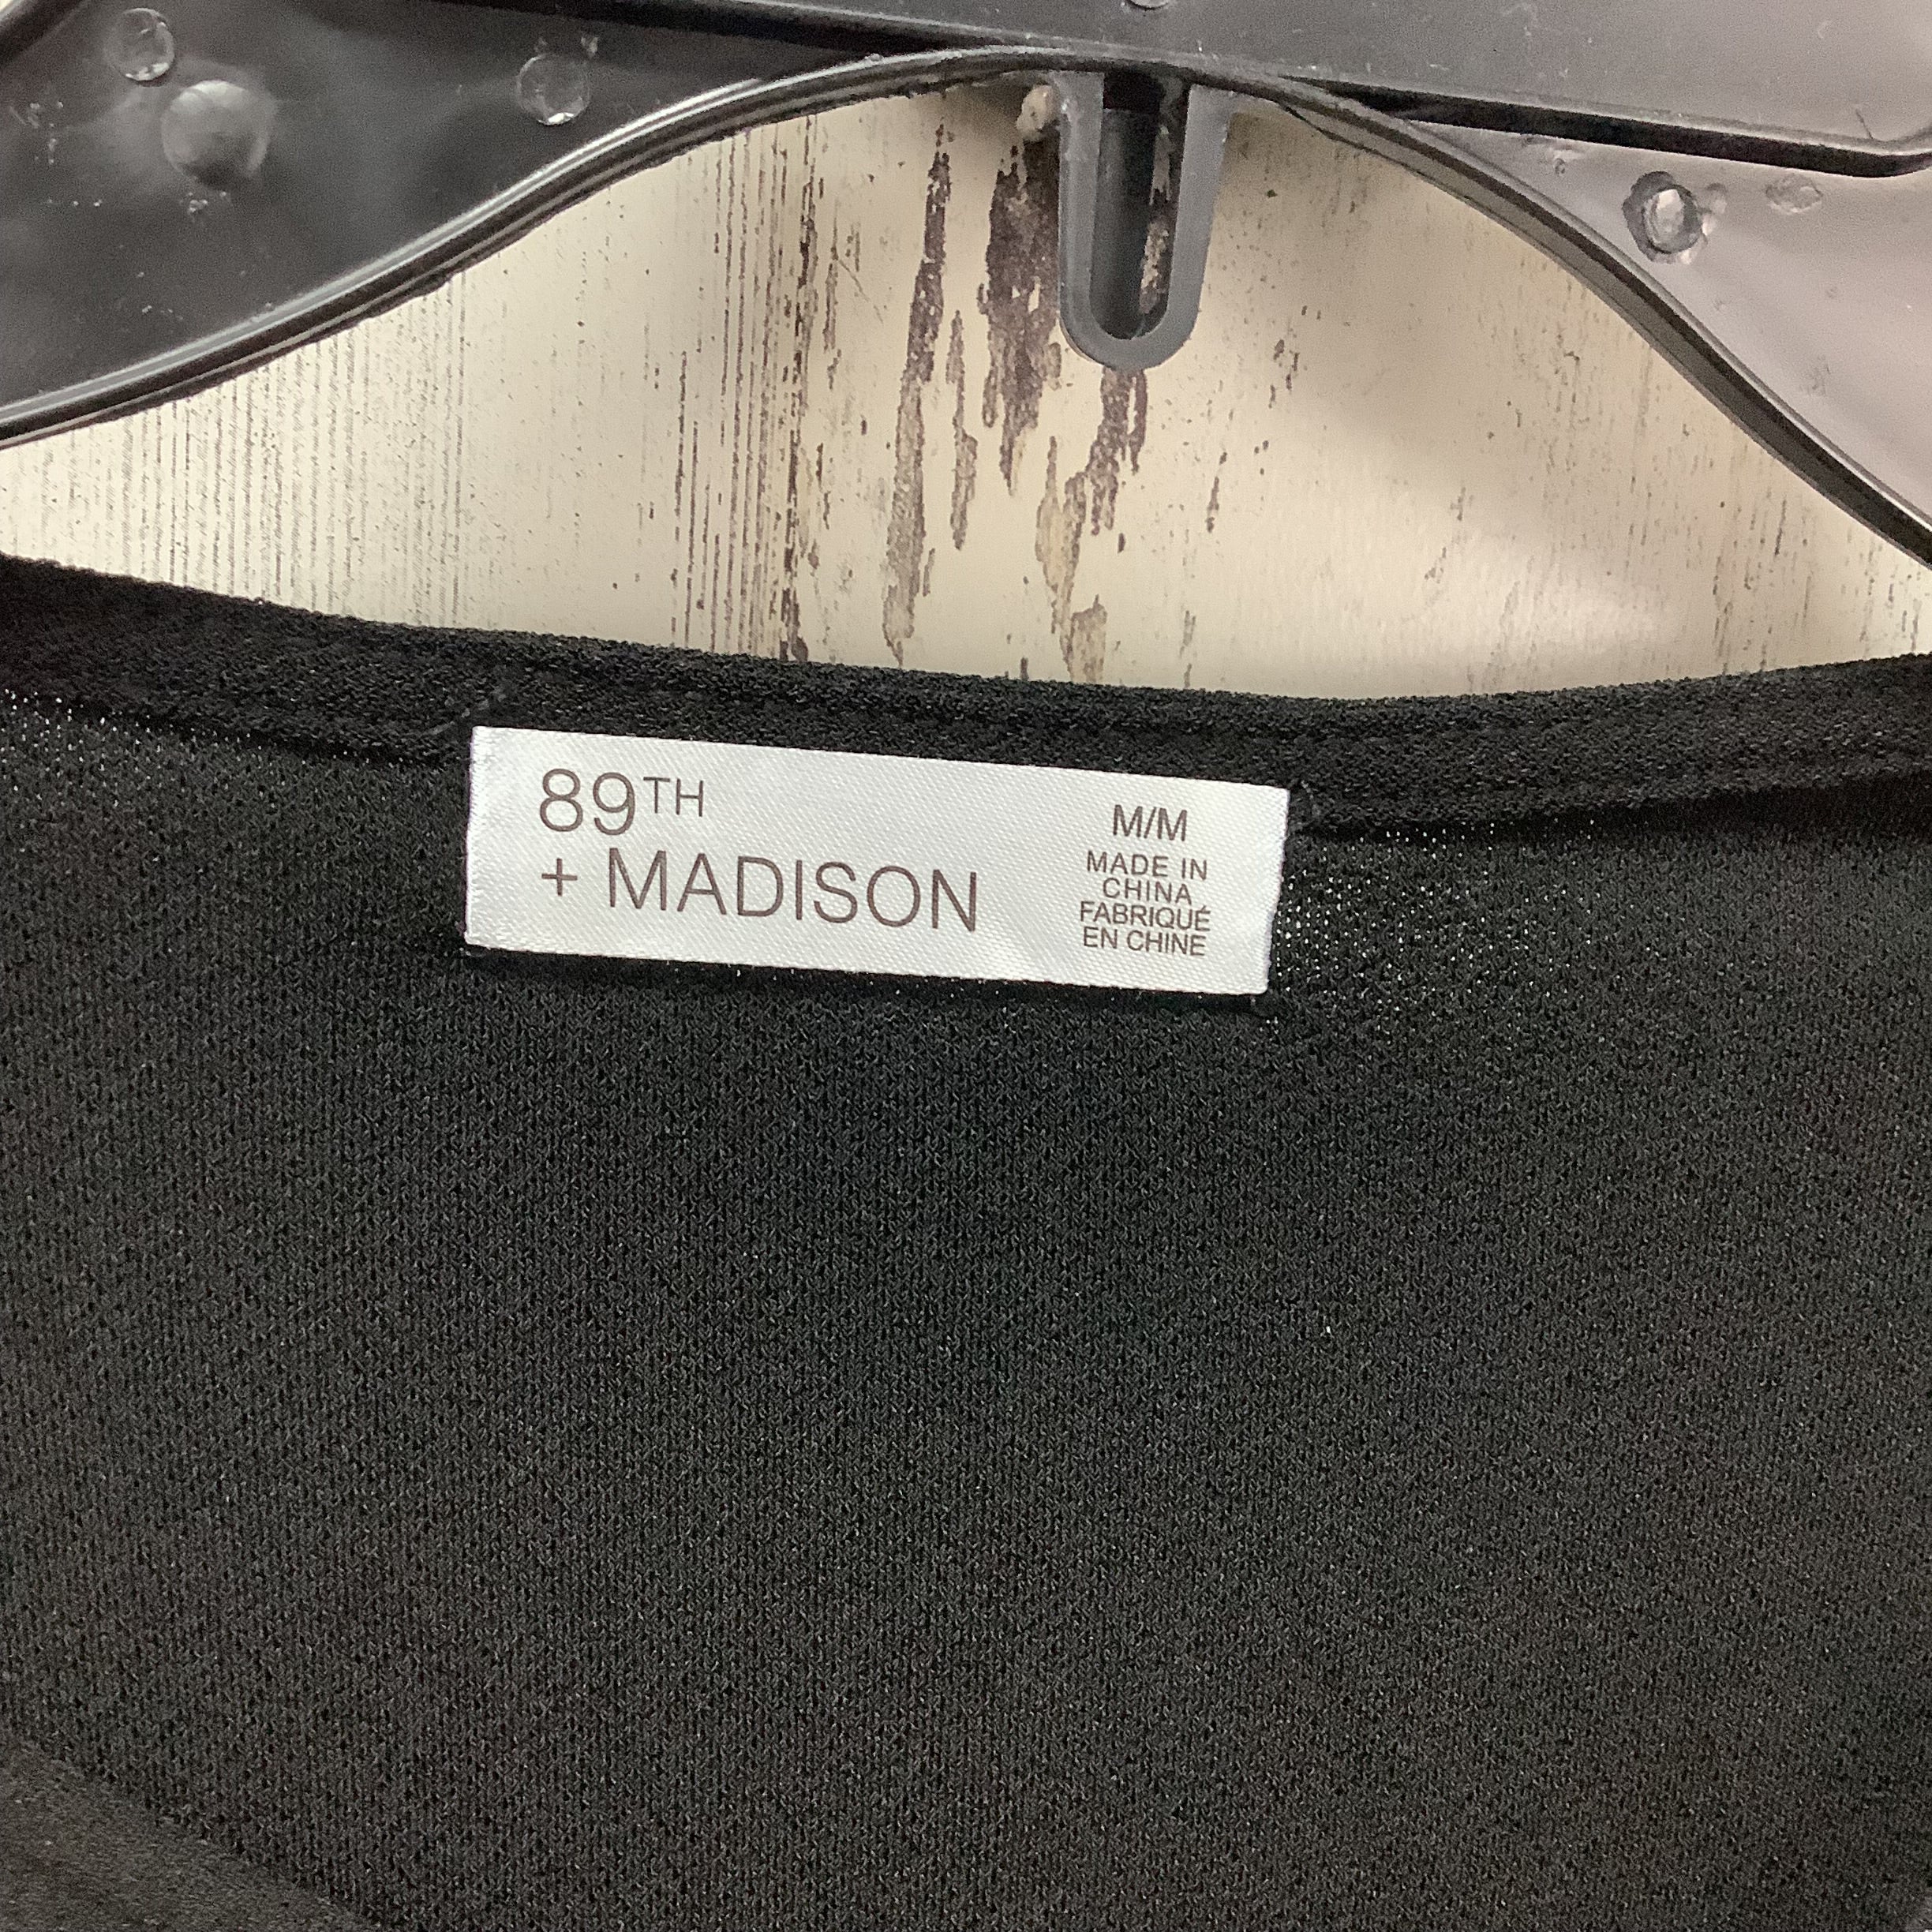 89TH
+ MADISON
M/M
MADE IN
CHINA
FABRIQUÉ
EN CHINE